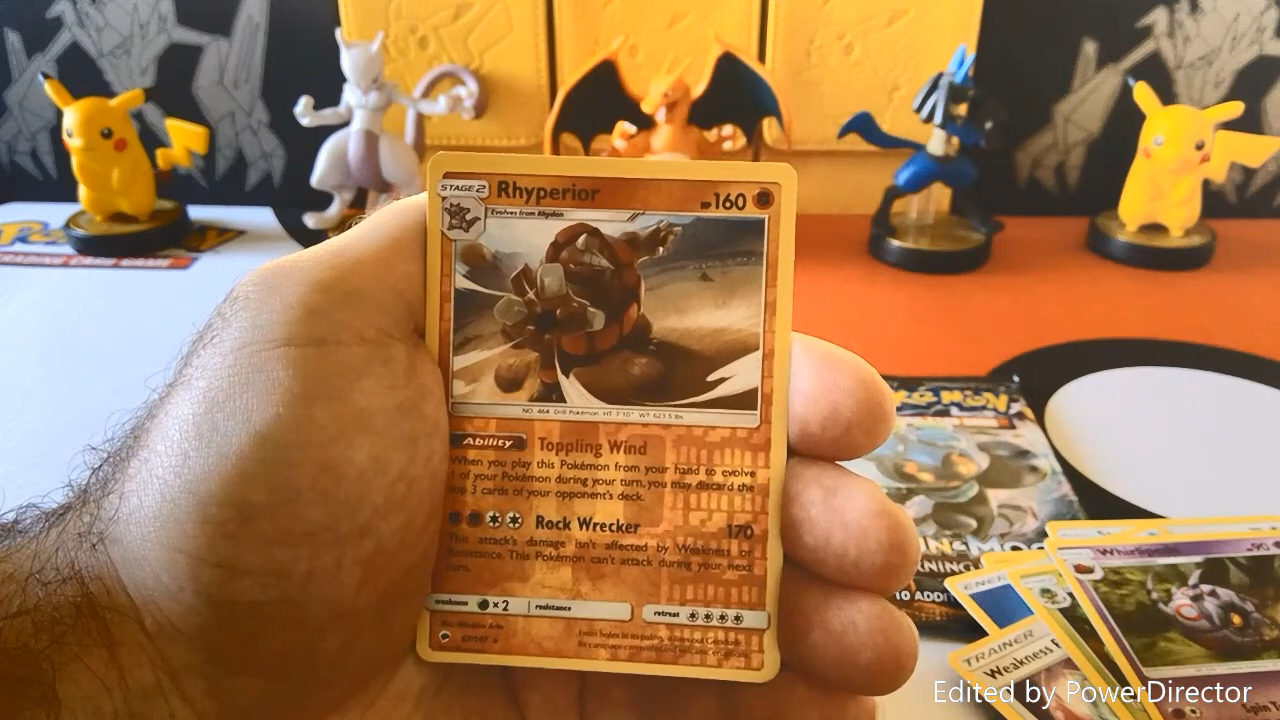 STAGE 2 Rhyperior HP 160
Evolves from Rhydon
NO. 464 Drill Pokémon HT: 7'10" WT: 623.5 lbs.
Ability Toppling Wind
When you play this Pokémon from your hand to evolve
1 of your Pokémon during your turn, you may discard the
top 3 cards of your opponent's deck.
Rock Wrecker 170
This attack's damage isn't affected by Weakness or
Resistance. This Pokémon can't attack during your next
turn.
weakness ×2 resistance retreat
POKÉMON
10 ADDIT
ENER
TRAINER
Weakness
Whirlipede 90
Spin
Edited by PowerDirector